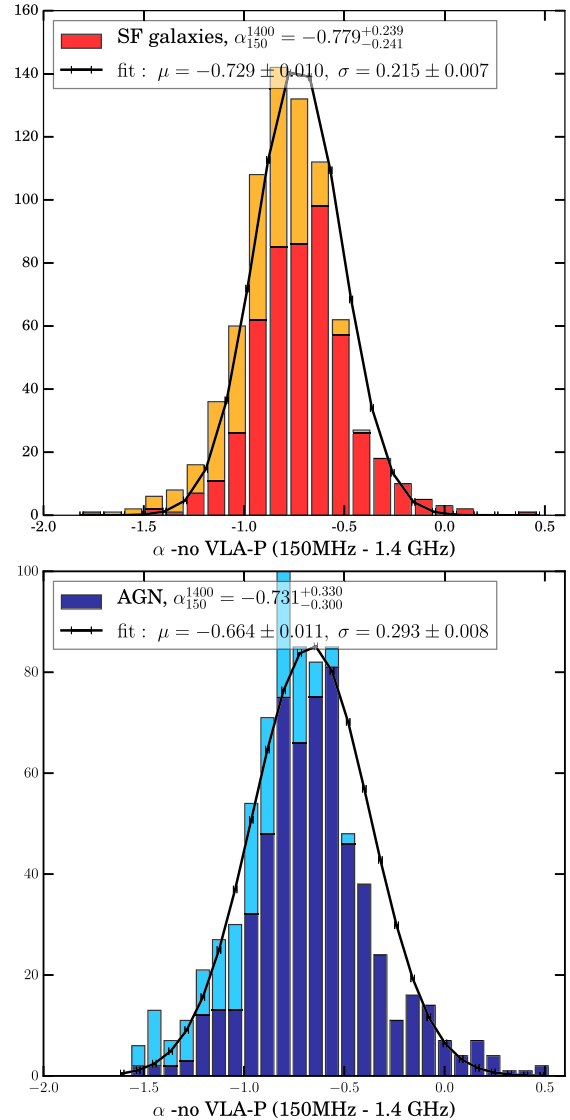 160
SF galaxies, α_{150}^{1400} = −0.779_{−0.241}^{+0.239}
fit : μ = −0.729 ± 0.010, σ = 0.215 ± 0.007
140
120
100
80
60
40
20
0
-2.0 -1.5 -1.0 -0.5 0.0 0.5
α -no VLA-P (150MHz - 1.4 GHz)
100
AGN, α_{150}^{1400} = −0.731_{−0.300}^{+0.330}
fit : μ = −0.664 ± 0.011, σ = 0.293 ± 0.008
80
60
40
20
0
−2.0 −1.5 −1.0 −0.5 0.0 0.5
α -no VLA-P (150MHz - 1.4 GHz)